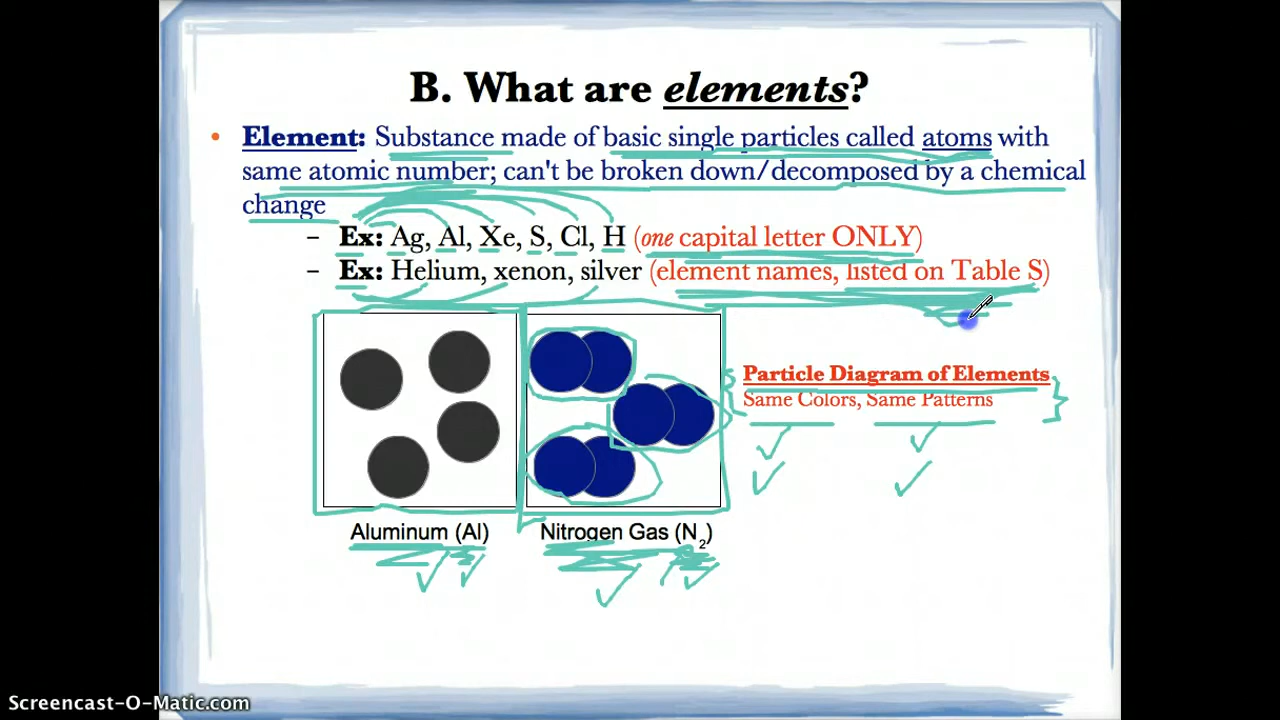 B. What are elements?
• Element: Substance made of basic single particles called atoms with
same atomic number; can't be broken down/decomposed by a chemical
change
– Ex: Ag, Al, Xe, S, Cl, H (one capital letter ONLY)
– Ex: Helium, xenon, silver (element names, listed on Table S)
Particle Diagram of Elements
Same Colors, Same Patterns
Aluminum (Al)
Nitrogen Gas (N₂)
Screencast-O-Matic.com